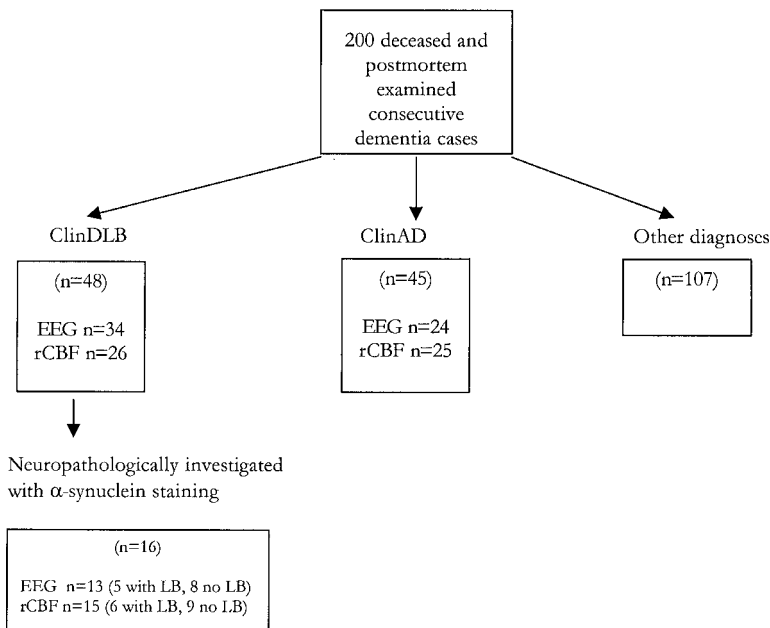 200 deceased and
postmortem
examined
consecutive
dementia cases
ClinDLB
(n=48)
EEG n=34
rCBF n=26
ClinAD
(n=45)
EEG n=24
rCBF n=25
Other diagnoses
(n=107)
Neuropathologically investigated
with α-synuclein staining
(n=16)
EEG n=13 (5 with LB, 8 no LB)
rCBF n=15 (6 with LB, 9 no LB)